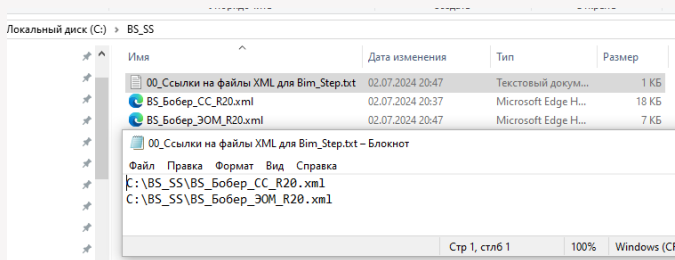 Локальный диск (C:) > BS_SS
Имя Дата изменения Тип Размер
00_Ссылки на файлы XML для Bim_Step.txt 02.07.2024 20:47 Текстовый докум... 1 КБ
BS_Бобер_СС_R20.xml 02.07.2024 20:37 Microsoft Edge H... 18 КБ
BS_Бобер_ЭОМ_R20.xml 02.07.2024 20:47 Microsoft Edge H... 7 КБ
00_Ссылки на файлы XML для Bim_Step.txt – Блокнот
Файл Правка Формат Вид Справка
C:\BS_SS\BS_Бобер_СС_R20.xml
C:\BS_SS\BS_Бобер_ЭОМ_R20.xml
Стр 1, стлб 1 100% Windows (CF